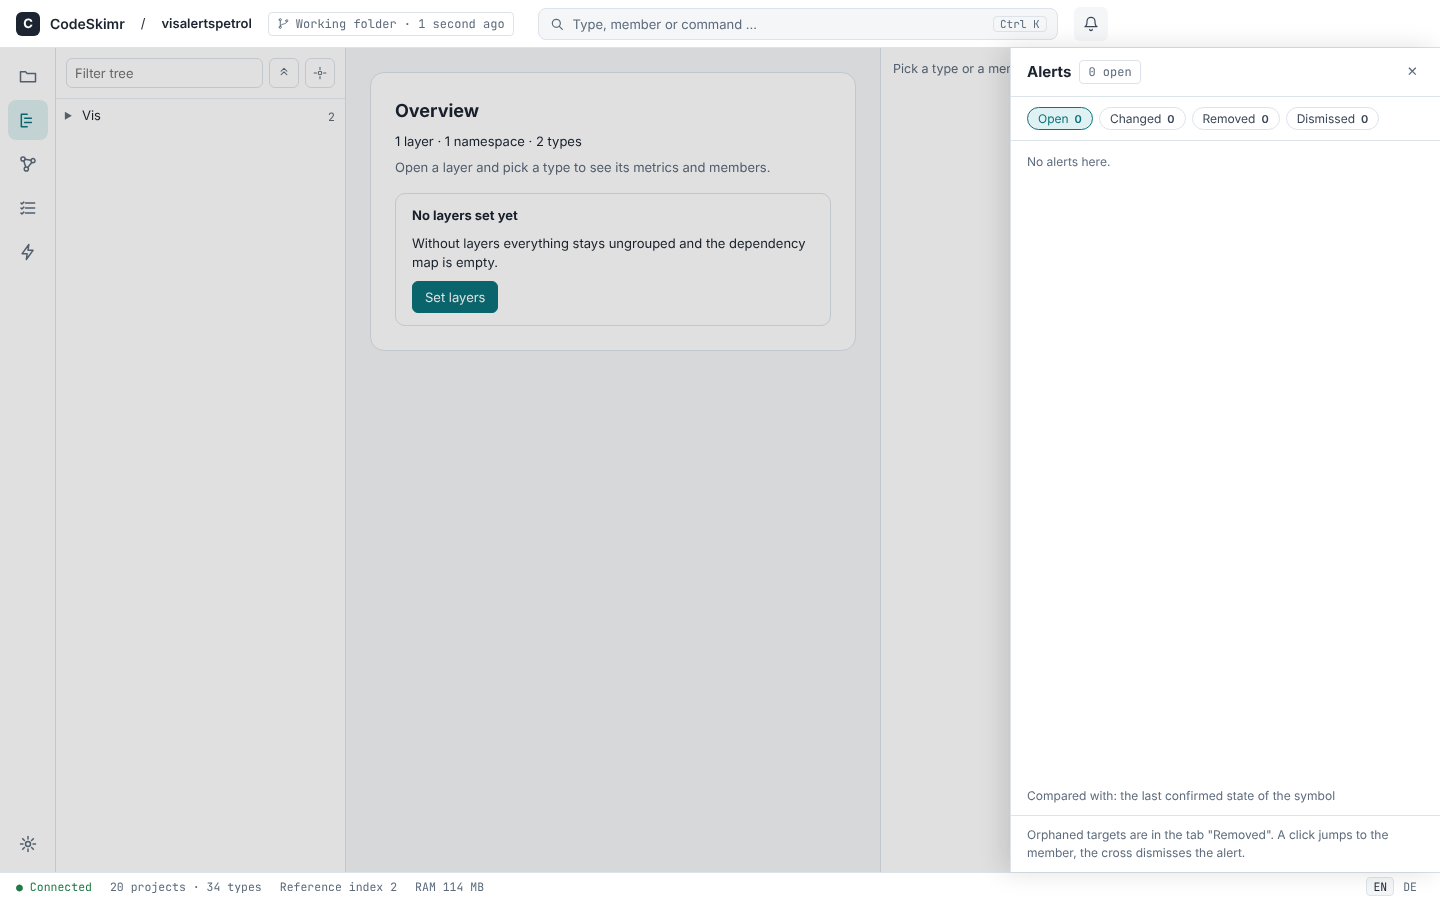 C CodeSkimr / visalertspetrol Working folder · 1 second ago Type, member or command ... Ctrl K
Filter tree
Vis 2
Overview
1 layer · 1 namespace · 2 types
Open a layer and pick a type to see its metrics and members.
No layers set yet
Without layers everything stays ungrouped and the dependency
map is empty.
Set layers
Pick a type or a mem
Alerts 0 open
Open 0 Changed 0 Removed 0 Dismissed 0
No alerts here.
Compared with: the last confirmed state of the symbol
Orphaned targets are in the tab "Removed". A click jumps to the
member, the cross dismisses the alert.
Connected 20 projects · 34 types Reference index 2 RAM 114 MB EN DE